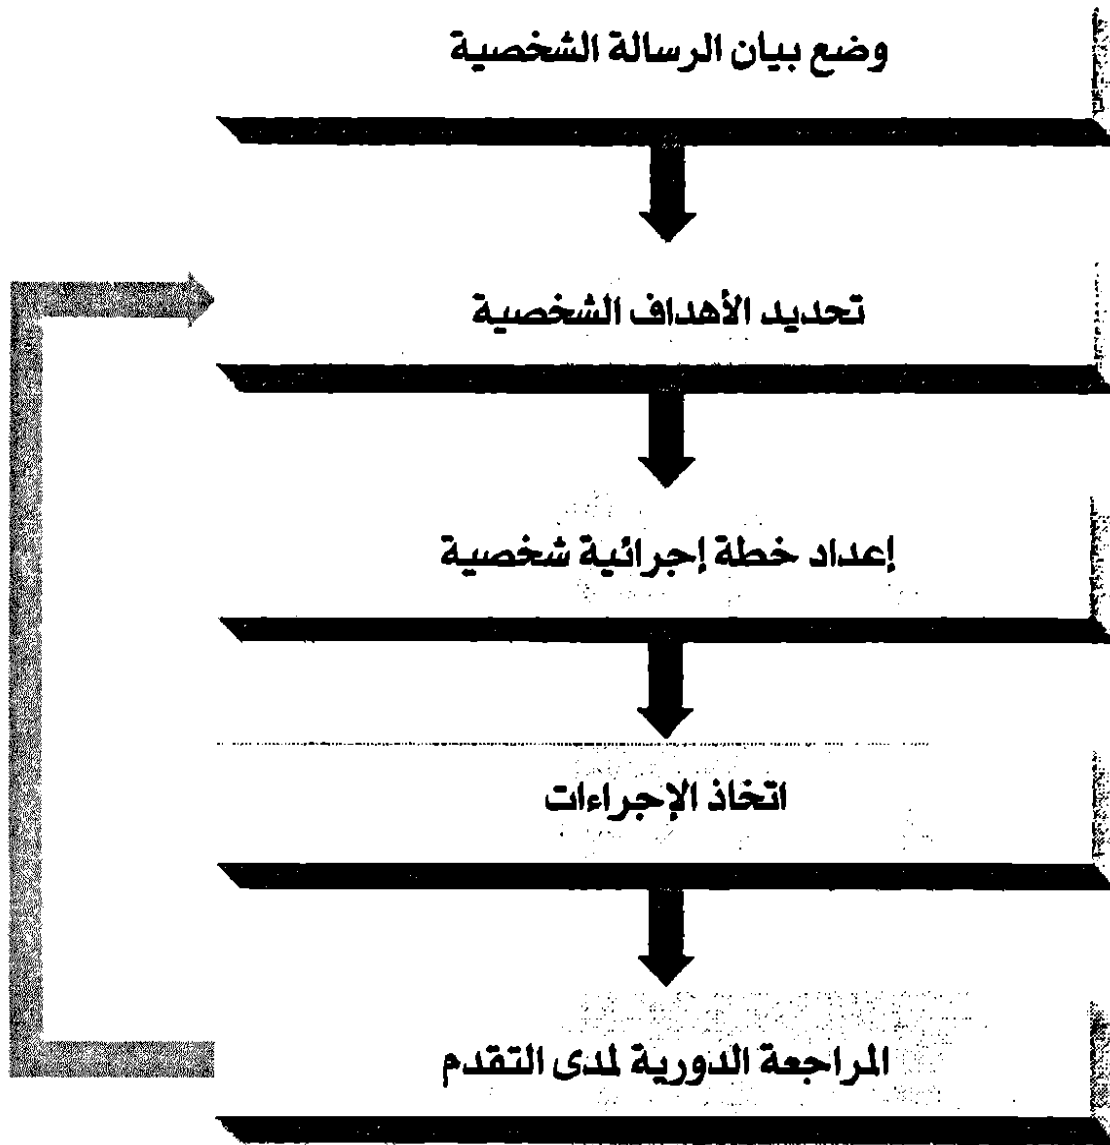 وضع بيان الرسالة الشخصية
تحديد الأهداف الشخصية
إعداد خطة إجرائية شخصية
اتخاذ الإجراءات
المراجعة الدورية لمدى التقدم